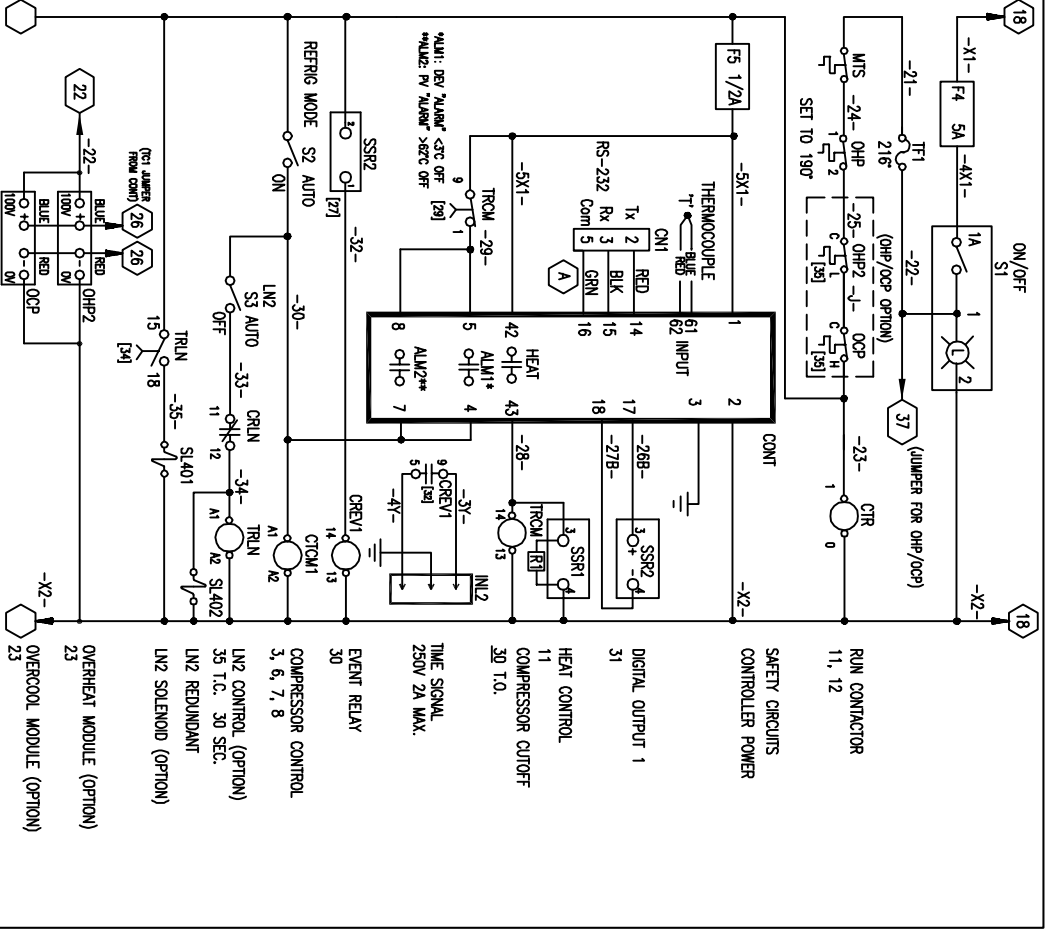 18
-X1-
F4 5A
-4X1-
ON/OFF
S1
1A
1
L
2
-X2-
18
-21-
TF1
216°
-22-
37
(JUMPER FOR OHP/OCP)
MTS
-24-
1
OHP
2
SET TO 190°
-25-
C
OHP2
L
[35]
-J-
C
OCP
H
[35]
(OHP/OCP OPTION)
-23-
1
CTR
0
RUN CONTACTOR
11, 12
F5 1/2A
-5X1-
1
2
-X2-
SAFETY CIRCUITS
CONTROLLER POWER
CONT
3
THERMOCOUPLE
'T'
BLUE
RED
61
62 INPUT
RS-232
CN1
Tx
Rx
Com
2
3
5
RED
BLK
GRN
14
15
16
A
17
18
-26B-
-27B-
3
+
SSR2
-
4
DIGITAL OUTPUT 1
31
-5X1-
42
HEAT
43
-28-
3
SSR1
4
R1
HEAT CONTROL
11
14
TRCM
13
COMPRESSOR CUTOFF
30 T.O.
9
TRCM
1
[29]
-29-
5
ALM1*
4
8
ALM2**
7
*ALM1: DEV "ALARM" <3°C OFF
**ALM2: PV "ALARM" >62°C OFF
-3Y-
9
CREV1
5
[32]
-4Y-
INL2
TIME SIGNAL
250V 2A MAX.
SSR2
2
1
[27]
-32-
CREV1
14
13
EVENT RELAY
30
REFRIG MODE
S2 AUTO
ON
-30-
CTCM1
A1
A2
COMPRESSOR CONTROL
3, 6, 7, 8
LN2
S3 AUTO
OFF
-33-
CRLN
11
12
-34-
A1
TRLN
A2
LN2 CONTROL (OPTION)
35 T.C. 30 SEC.
SL402
LN2 REDUNDANT
15
TRLN
18
[34]
-35-
SL401
LN2 SOLENOID (OPTION)
22
-22-
(TC1 JUMPER
FROM CONT)
26
26
BLUE
RED
100V
+
-
0V
OHP2
OVERHEAT MODULE (OPTION)
23
BLUE
RED
100V
+
-
0V
OCP
-X2-
OVERCOOL MODULE (OPTION)
23